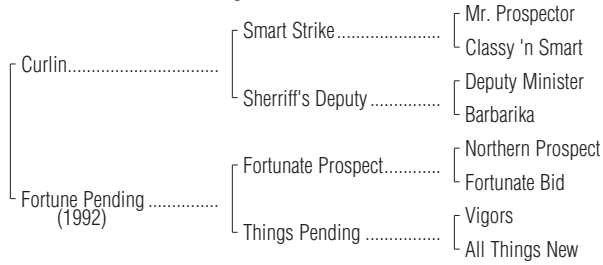 Mr. Prospector
Smart Strike......................
Classy 'n Smart
Curlin................................
Deputy Minister
Sherriff's Deputy ...............
Barbarika
Northern Prospect
Fortunate Prospect............
Fortunate Bid
Fortune Pending ...............
(1992)
Vigors
Things Pending ................
All Things New